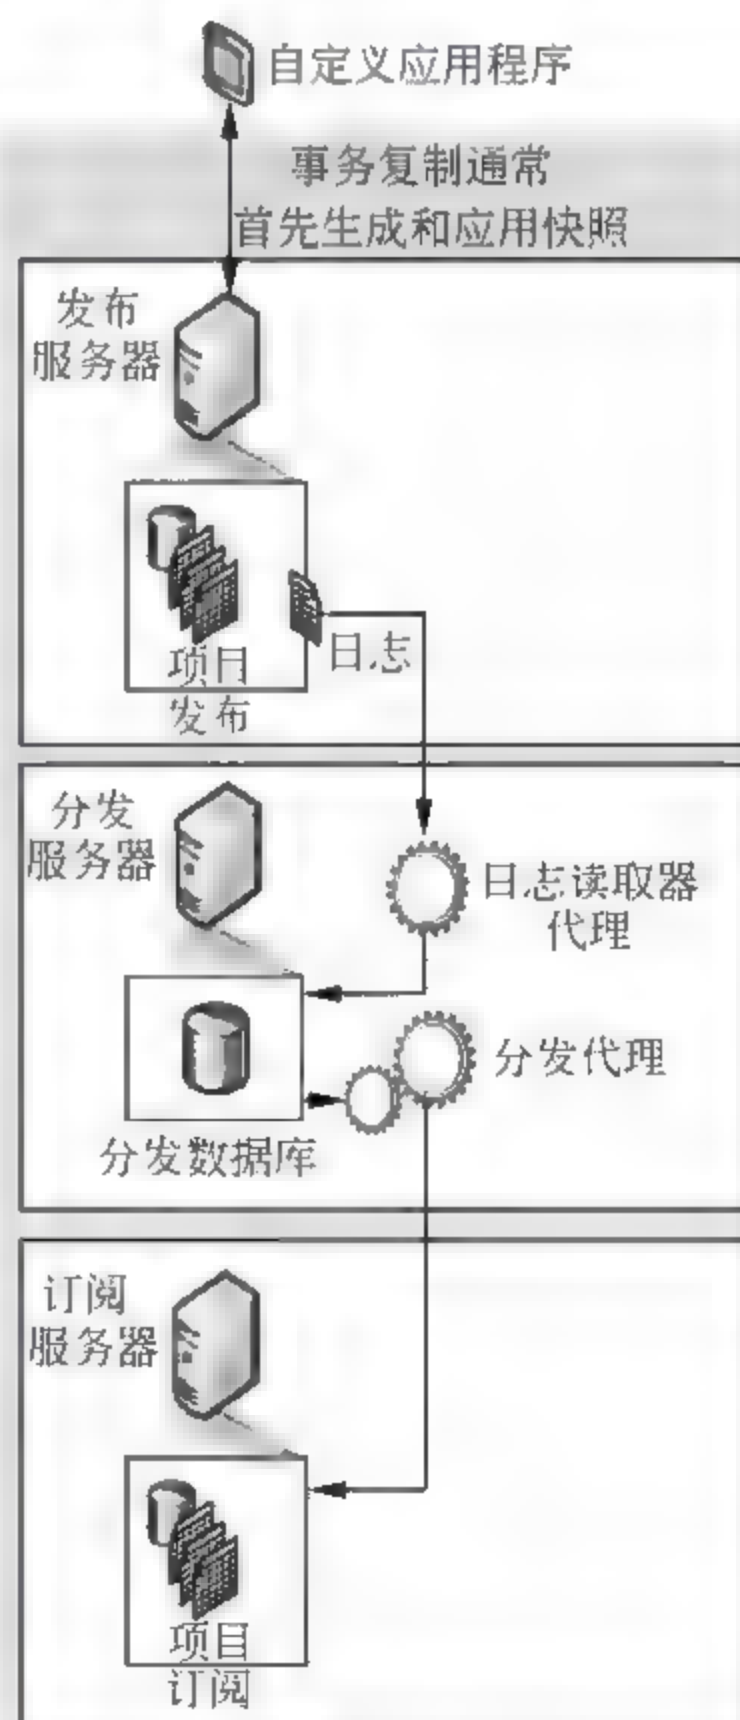 自定义应用程序
事务复制通常
首先生成和应用快照
发布
服务器
项目
日志
发布
分发
服务器
日志读取器
代理
分发代理
分发数据库
订阅
服务器
项目
订阅